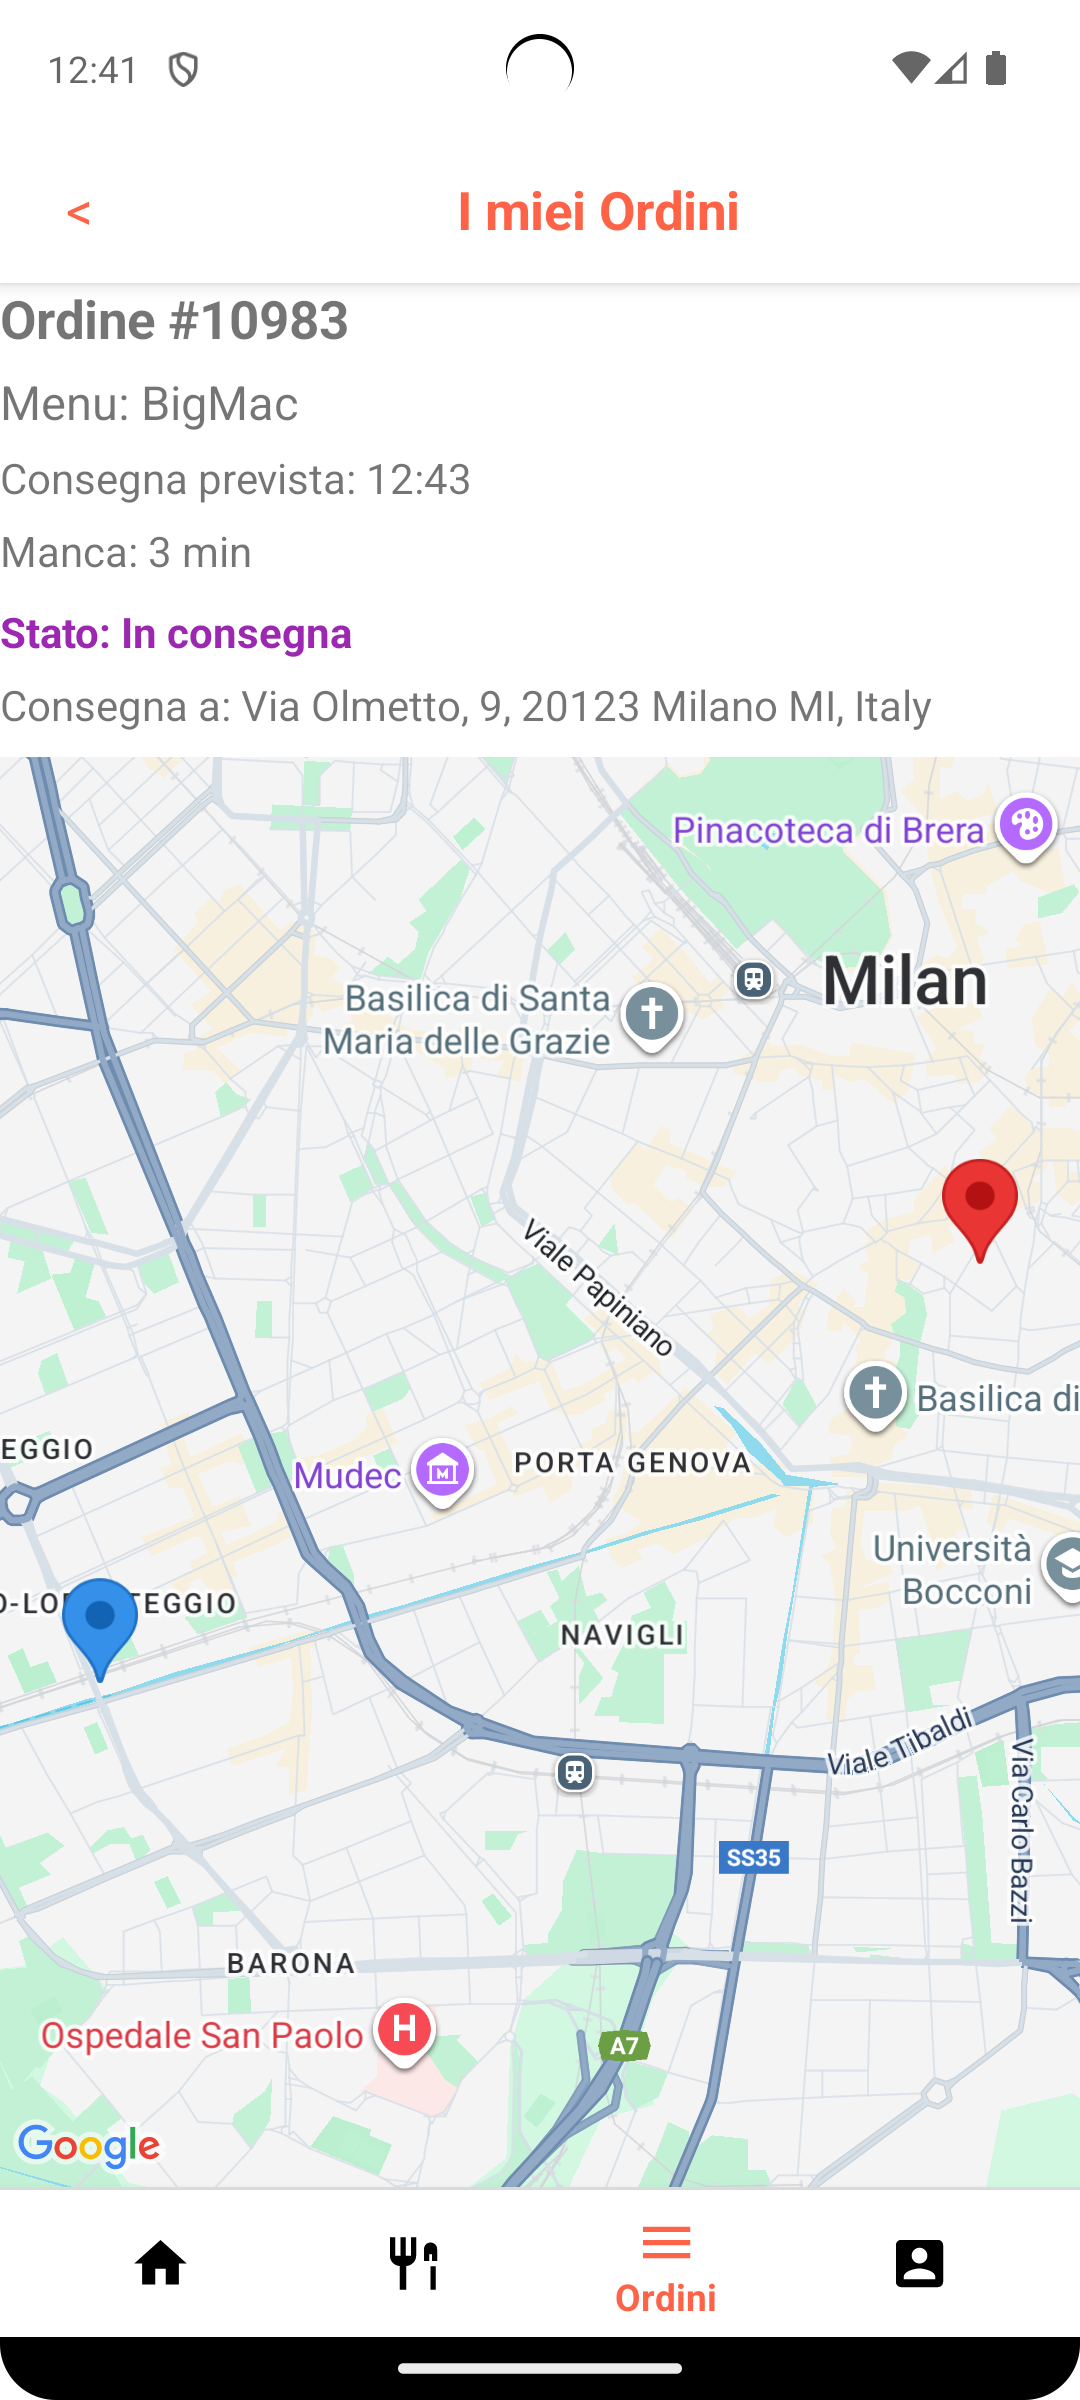 12:41
<
I miei Ordini
Ordine #10983
Menu: BigMac
Consegna prevista: 12:43
Manca: 3 min
Stato: In consegna
Consegna a: Via Olmetto, 9, 20123 Milano MI, Italy
Pinacoteca di Brera
Milan
Basilica di Santa
Maria delle Grazie
Viale Papiniano
Basilica di
EGGIO
Mudec
M
PORTA GENOVA
Università
Bocconi
TEGGIO
NAVIGLI
Viale Tibaldi
Via Carlo Bazzi
SS35
BARONA
Ospedale San Paolo
H
A7
Google
Ordini